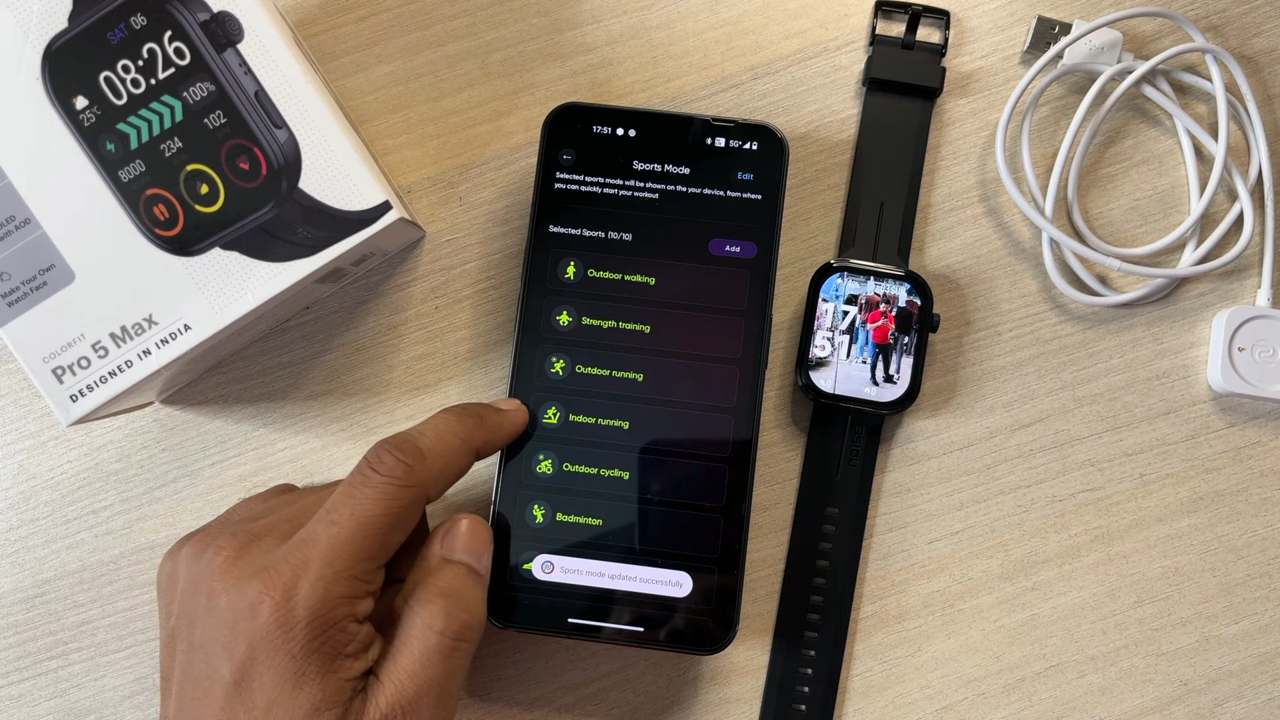 SAT 06
08:26
25°C
100%
8000
234
102
with AOD
Make Your Own
Watch Face
COLORFIT
Pro 5 Max
DESIGNED IN INDIA
17:51
5G
Sports Mode
Edit
Selected sports mode will be shown on the your device, from where
you can quickly start your workout
Selected Sports (10/10)
Add
Outdoor walking
Strength training
Outdoor running
Indoor running
Outdoor cycling
Badminton
Sports mode updated successfully
NOISE